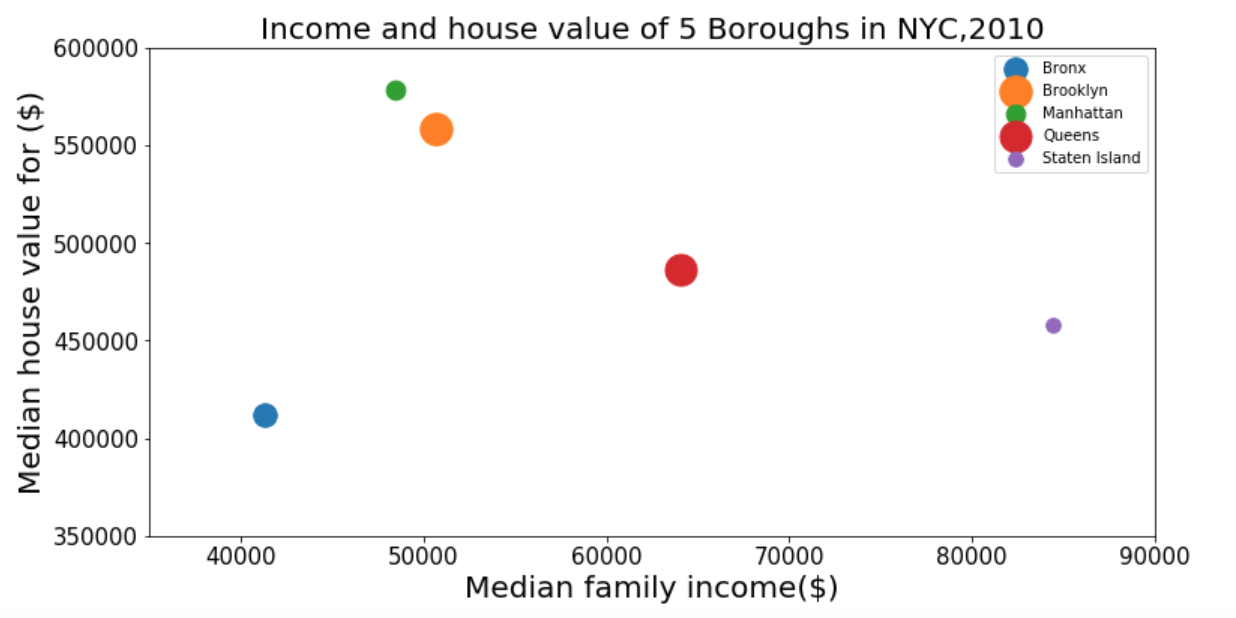 Income and house value of 5 Boroughs in NYC,2010
600000
550000
500000
450000
400000
350000
Median house value for ($)
Bronx
Brooklyn
Manhattan
Queens
Staten Island
40000 50000 60000 70000 80000 90000
Median family income($)